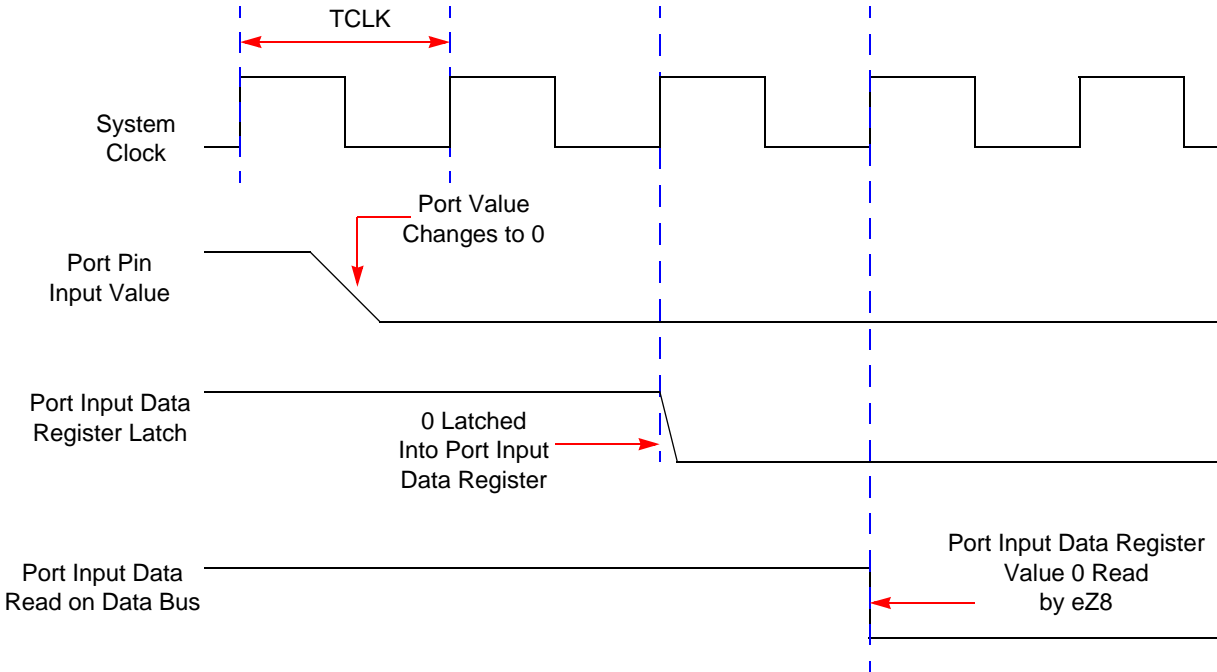 TCLK
System
Clock
Port Value
Changes to 0
Port Pin
Input Value
Port Input Data
Register Latch
0 Latched
Into Port Input
Data Register
Port Input Data
Read on Data Bus
Port Input Data Register
Value 0 Read
by eZ8